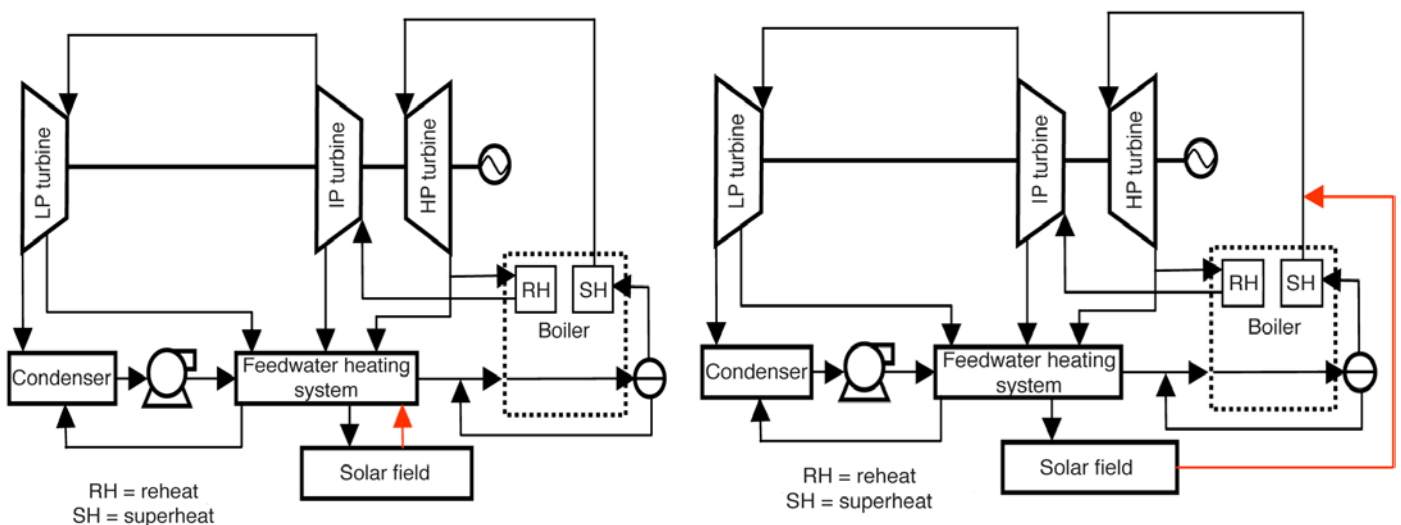 LP turbine
IP turbine
HP turbine
RH
SH
Boiler
Condenser
Feedwater heating
system
Solar field
RH = reheat
SH = superheat
LP turbine
IP turbine
HP turbine
RH
SH
Boiler
Condenser
Feedwater heating
system
Solar field
RH = reheat
SH = superheat